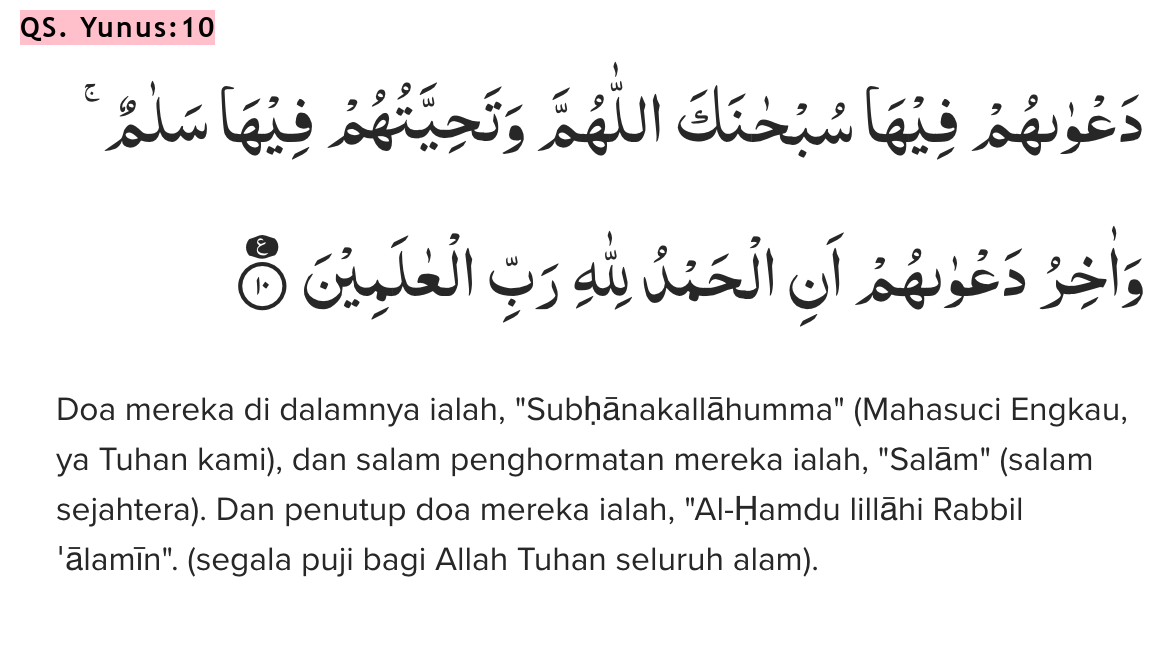 QS. Yunus:10
دَعْوٰىهُمْ فِيْهَا سُبْحٰنَكَ اللّٰهُمَّ وَتَحِيَّتُهُمْ فِيْهَا سَلٰمٌۚ
وَاٰخِرُ دَعْوٰىهُمْ اَنِ الْحَمْدُ لِلّٰهِ رَبِّ الْعٰلَمِيْنَ ࣖ ١٠
Doa mereka di dalamnya ialah, "Subḥānakallāhumma" (Mahasuci Engkau,
ya Tuhan kami), dan salam penghormatan mereka ialah, "Salām" (salam
sejahtera). Dan penutup doa mereka ialah, "Al-Ḥamdu lillāhi Rabbil
'ālamīn". (segala puji bagi Allah Tuhan seluruh alam).